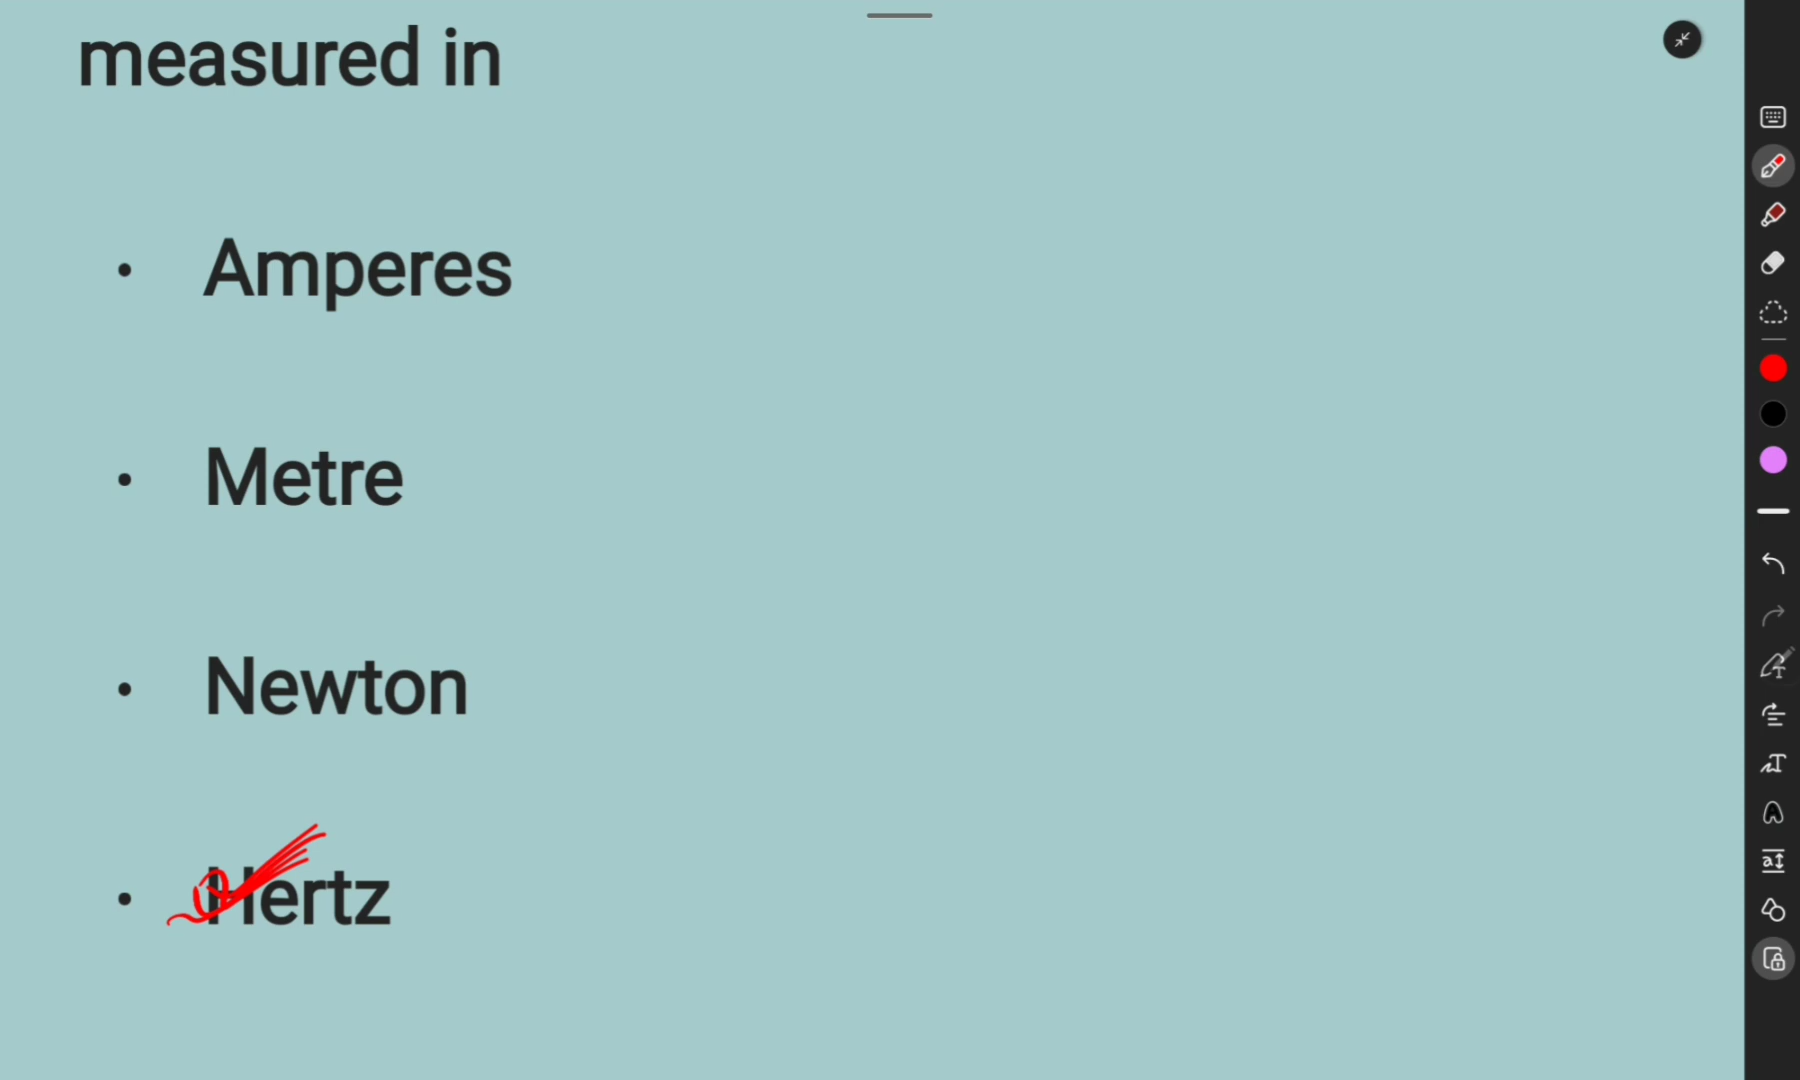 measured in
• Amperes
• Metre
• Newton
• Hertz